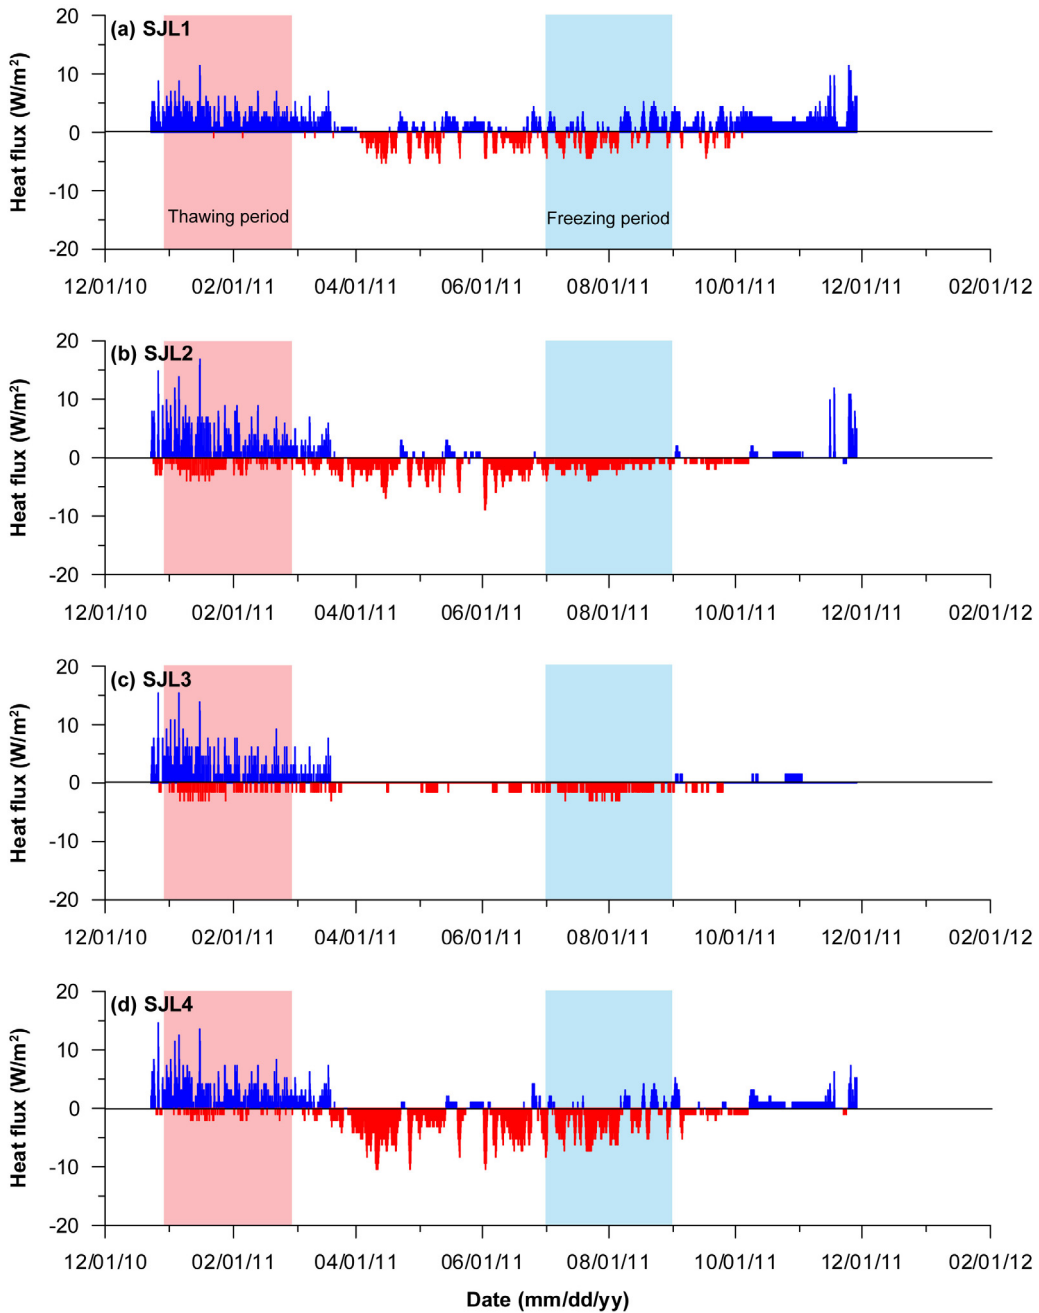 (a) SJL1
Heat flux (W/m²)
20
10
0
-10
-20
Thawing period
Freezing period
12/01/10 02/01/11 04/01/11 06/01/11 08/01/11 10/01/11 12/01/11 02/01/12
(b) SJL2
Heat flux (W/m²)
20
10
0
-10
-20
12/01/10 02/01/11 04/01/11 06/01/11 08/01/11 10/01/11 12/01/11 02/01/12
(c) SJL3
Heat flux (W/m²)
20
10
0
-10
-20
12/01/10 02/01/11 04/01/11 06/01/11 08/01/11 10/01/11 12/01/11 02/01/12
(d) SJL4
Heat flux (W/m²)
20
10
0
-10
-20
12/01/10 02/01/11 04/01/11 06/01/11 08/01/11 10/01/11 12/01/11 02/01/12
Date (mm/dd/yy)